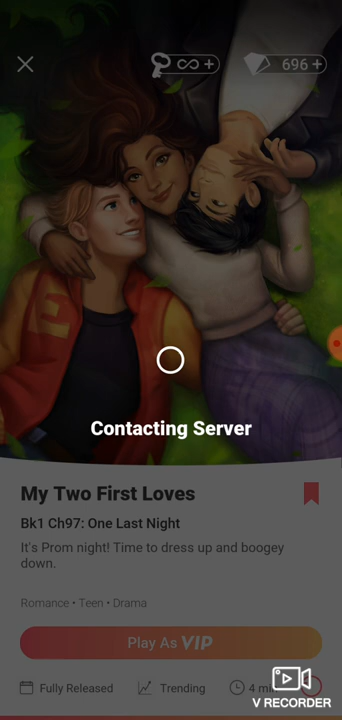 ∞ +
696 +
Contacting Server
My Two First Loves
Bk1 Ch97: One Last Night
It's Prom night! Time to dress up and boogey
down.
Romance • Teen • Drama
Play As VIP
Fully Released
Trending
4 mi
V RECORDER